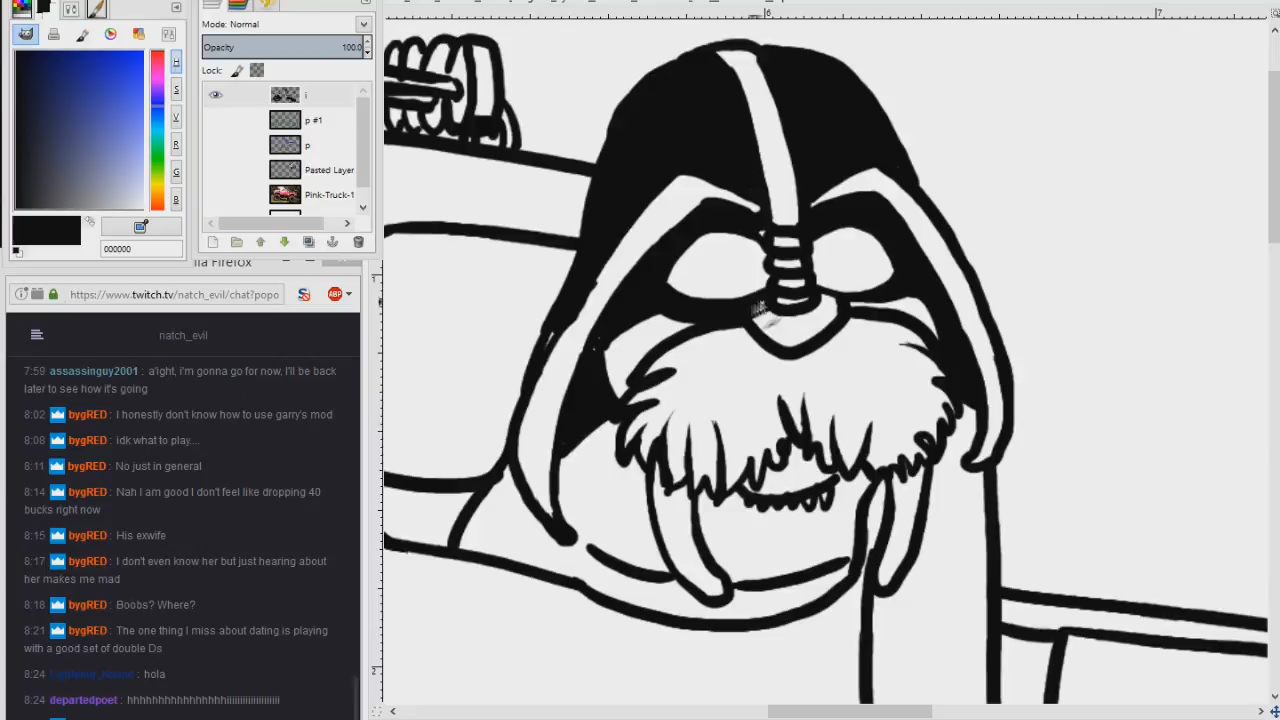 Mode: Normal
Opacity 100.0
Lock:
i
p #1
p
Pasted Layer
Pink-Truck-1
H
S
V
R
G
B
000000
lla Firefox
https://www.twitch.tv/natch_evil/chat?popo
ABP
natch_evil
7:59 assassinguy2001 : a'ight, i'm gonna go for now, I'll be back
later to see how it's going
8:02 bygRED : I honestly don't know how to use garry's mod
8:08 bygRED : idk what to play....
8:11 bygRED : No just in general
8:14 bygRED : Nah I am good I don't feel like dropping 40
bucks right now
8:15 bygRED : His exwife
8:17 bygRED : I don't even know her but just hearing about
her makes me mad
8:18 bygRED : Boobs? Where?
8:21 bygRED : The one thing I miss about dating is playing
with a good set of double Ds
8:24 : hola
8:24 departedpoet : hhhhhhhhhhhhhhhhiiiiiiiiiiiiiiiiiiii
6
7
1
2